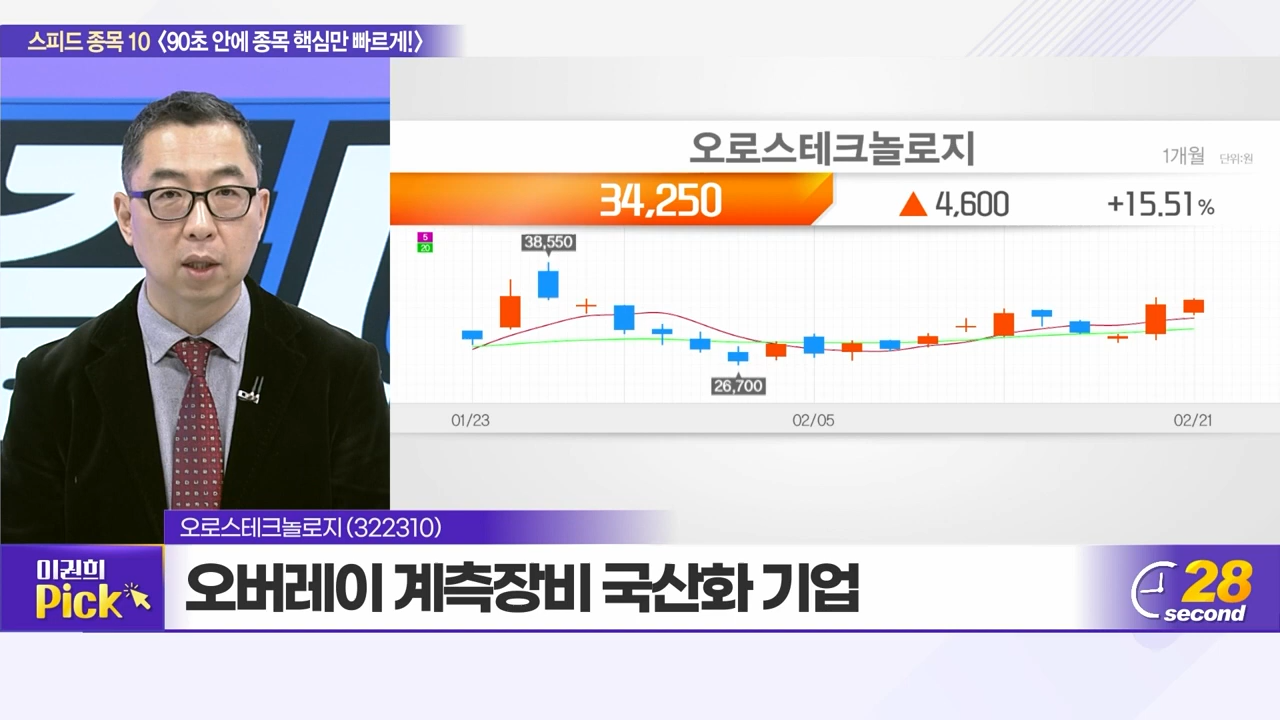 스피드 종목 10 〈90초 안에 종목 핵심만 빠르게!〉
오로스테크놀로지
1개월 단위:원
34,250 ▲ 4,600 +15.51%
5
20
38,550
26,700
01/23 02/05 02/21
오로스테크놀로지(322310)
이권희
Pick
오버레이 계측장비 국산화 기업
28
second